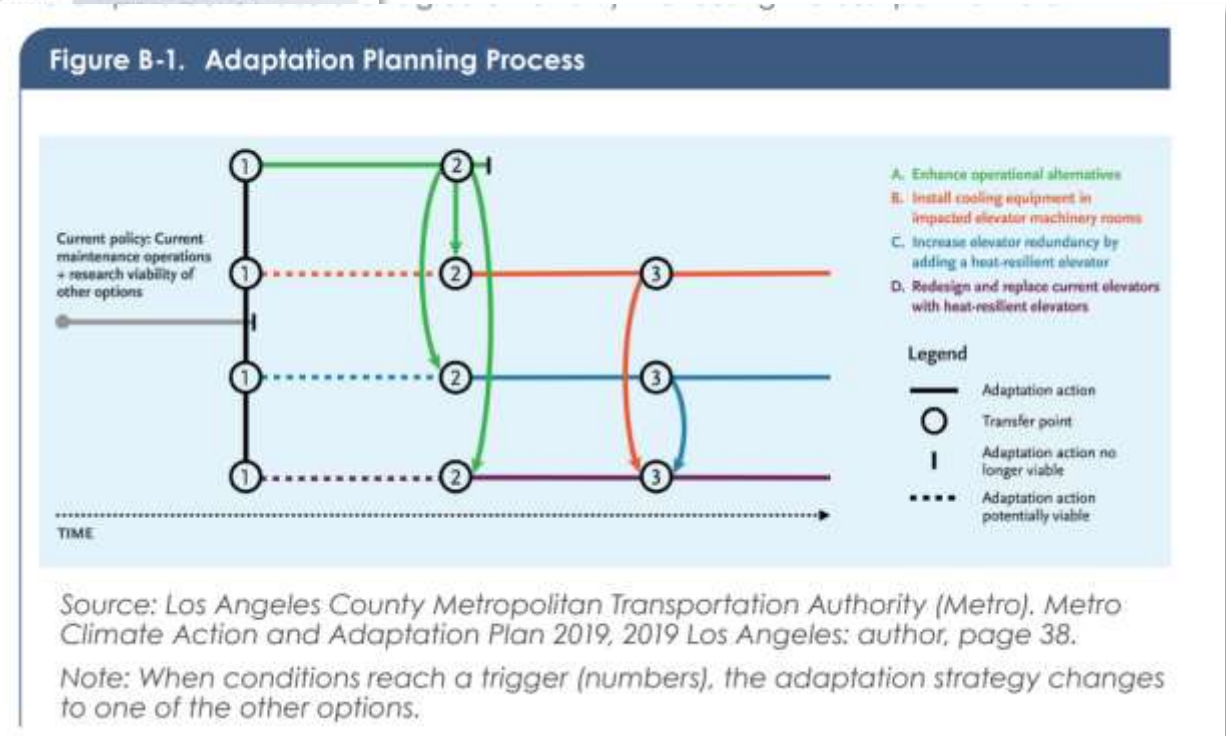 Figure B-1. Adaptation Planning Process
1
2
Current policy: Current
maintenance operations
+ research viability of
other options
1
2
3
1
2
3
1
2
3
TIME
A. Enhance operational alternatives
B. Install cooling equipment in
impacted elevator machinery rooms
C. Increase elevator redundancy by
adding a heat-resilient elevator
D. Redesign and replace current elevators
with heat-resilient elevators
Legend
Adaptation action
Transfer point
Adaptation action no
longer viable
Adaptation action
potentially viable
Source: Los Angeles County Metropolitan Transportation Authority (Metro). Metro
Climate Action and Adaptation Plan 2019, 2019 Los Angeles: author, page 38.
Note: When conditions reach a trigger (numbers), the adaptation strategy changes
to one of the other options.